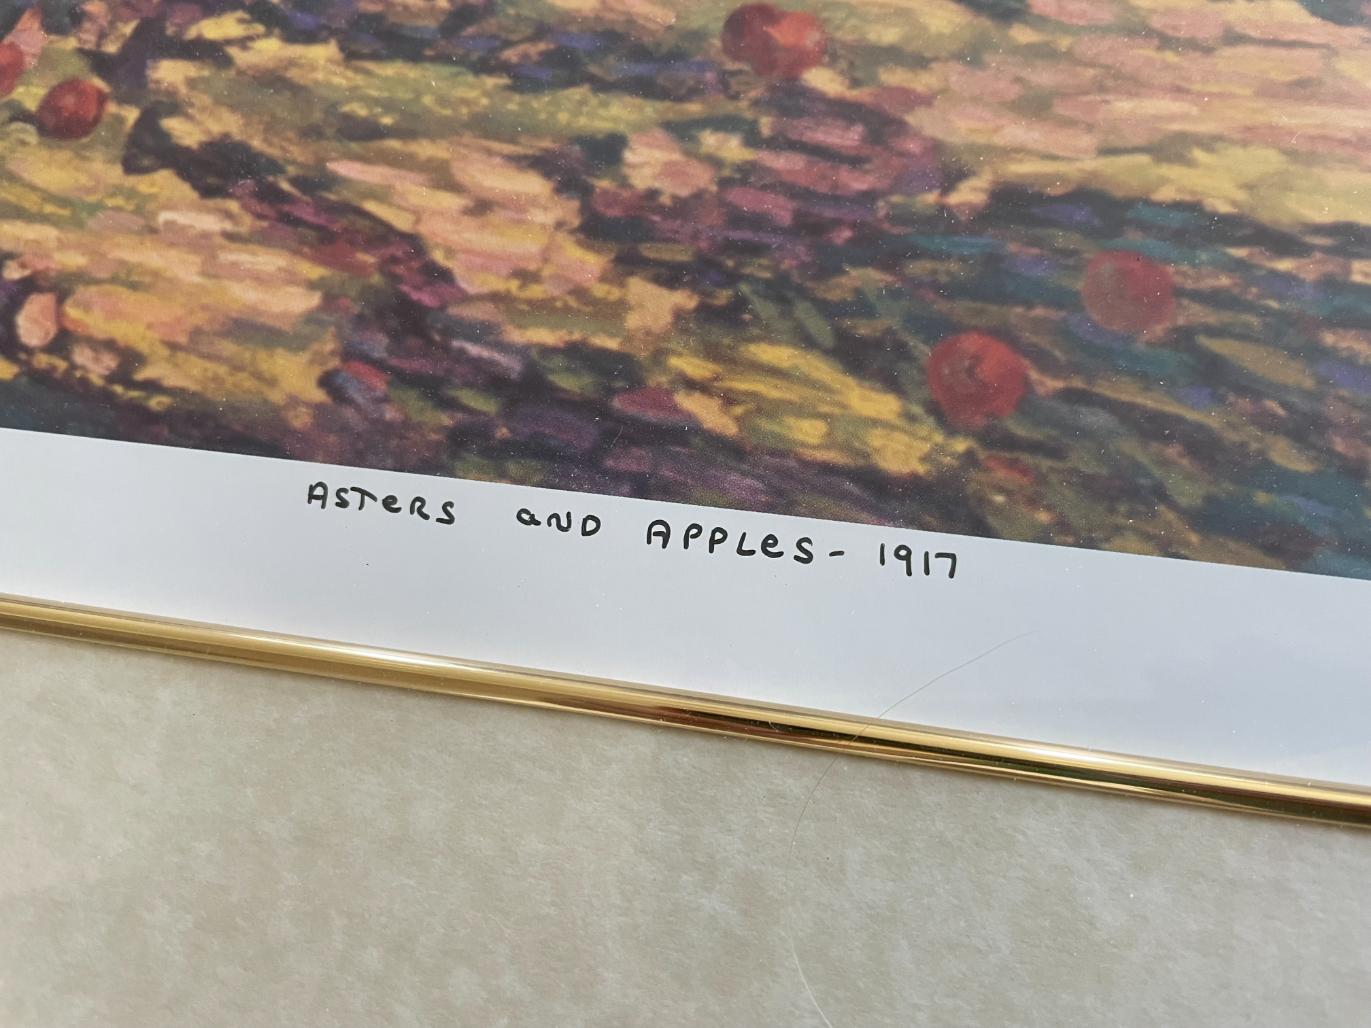 ASTeRS aND APPLeS - 1917